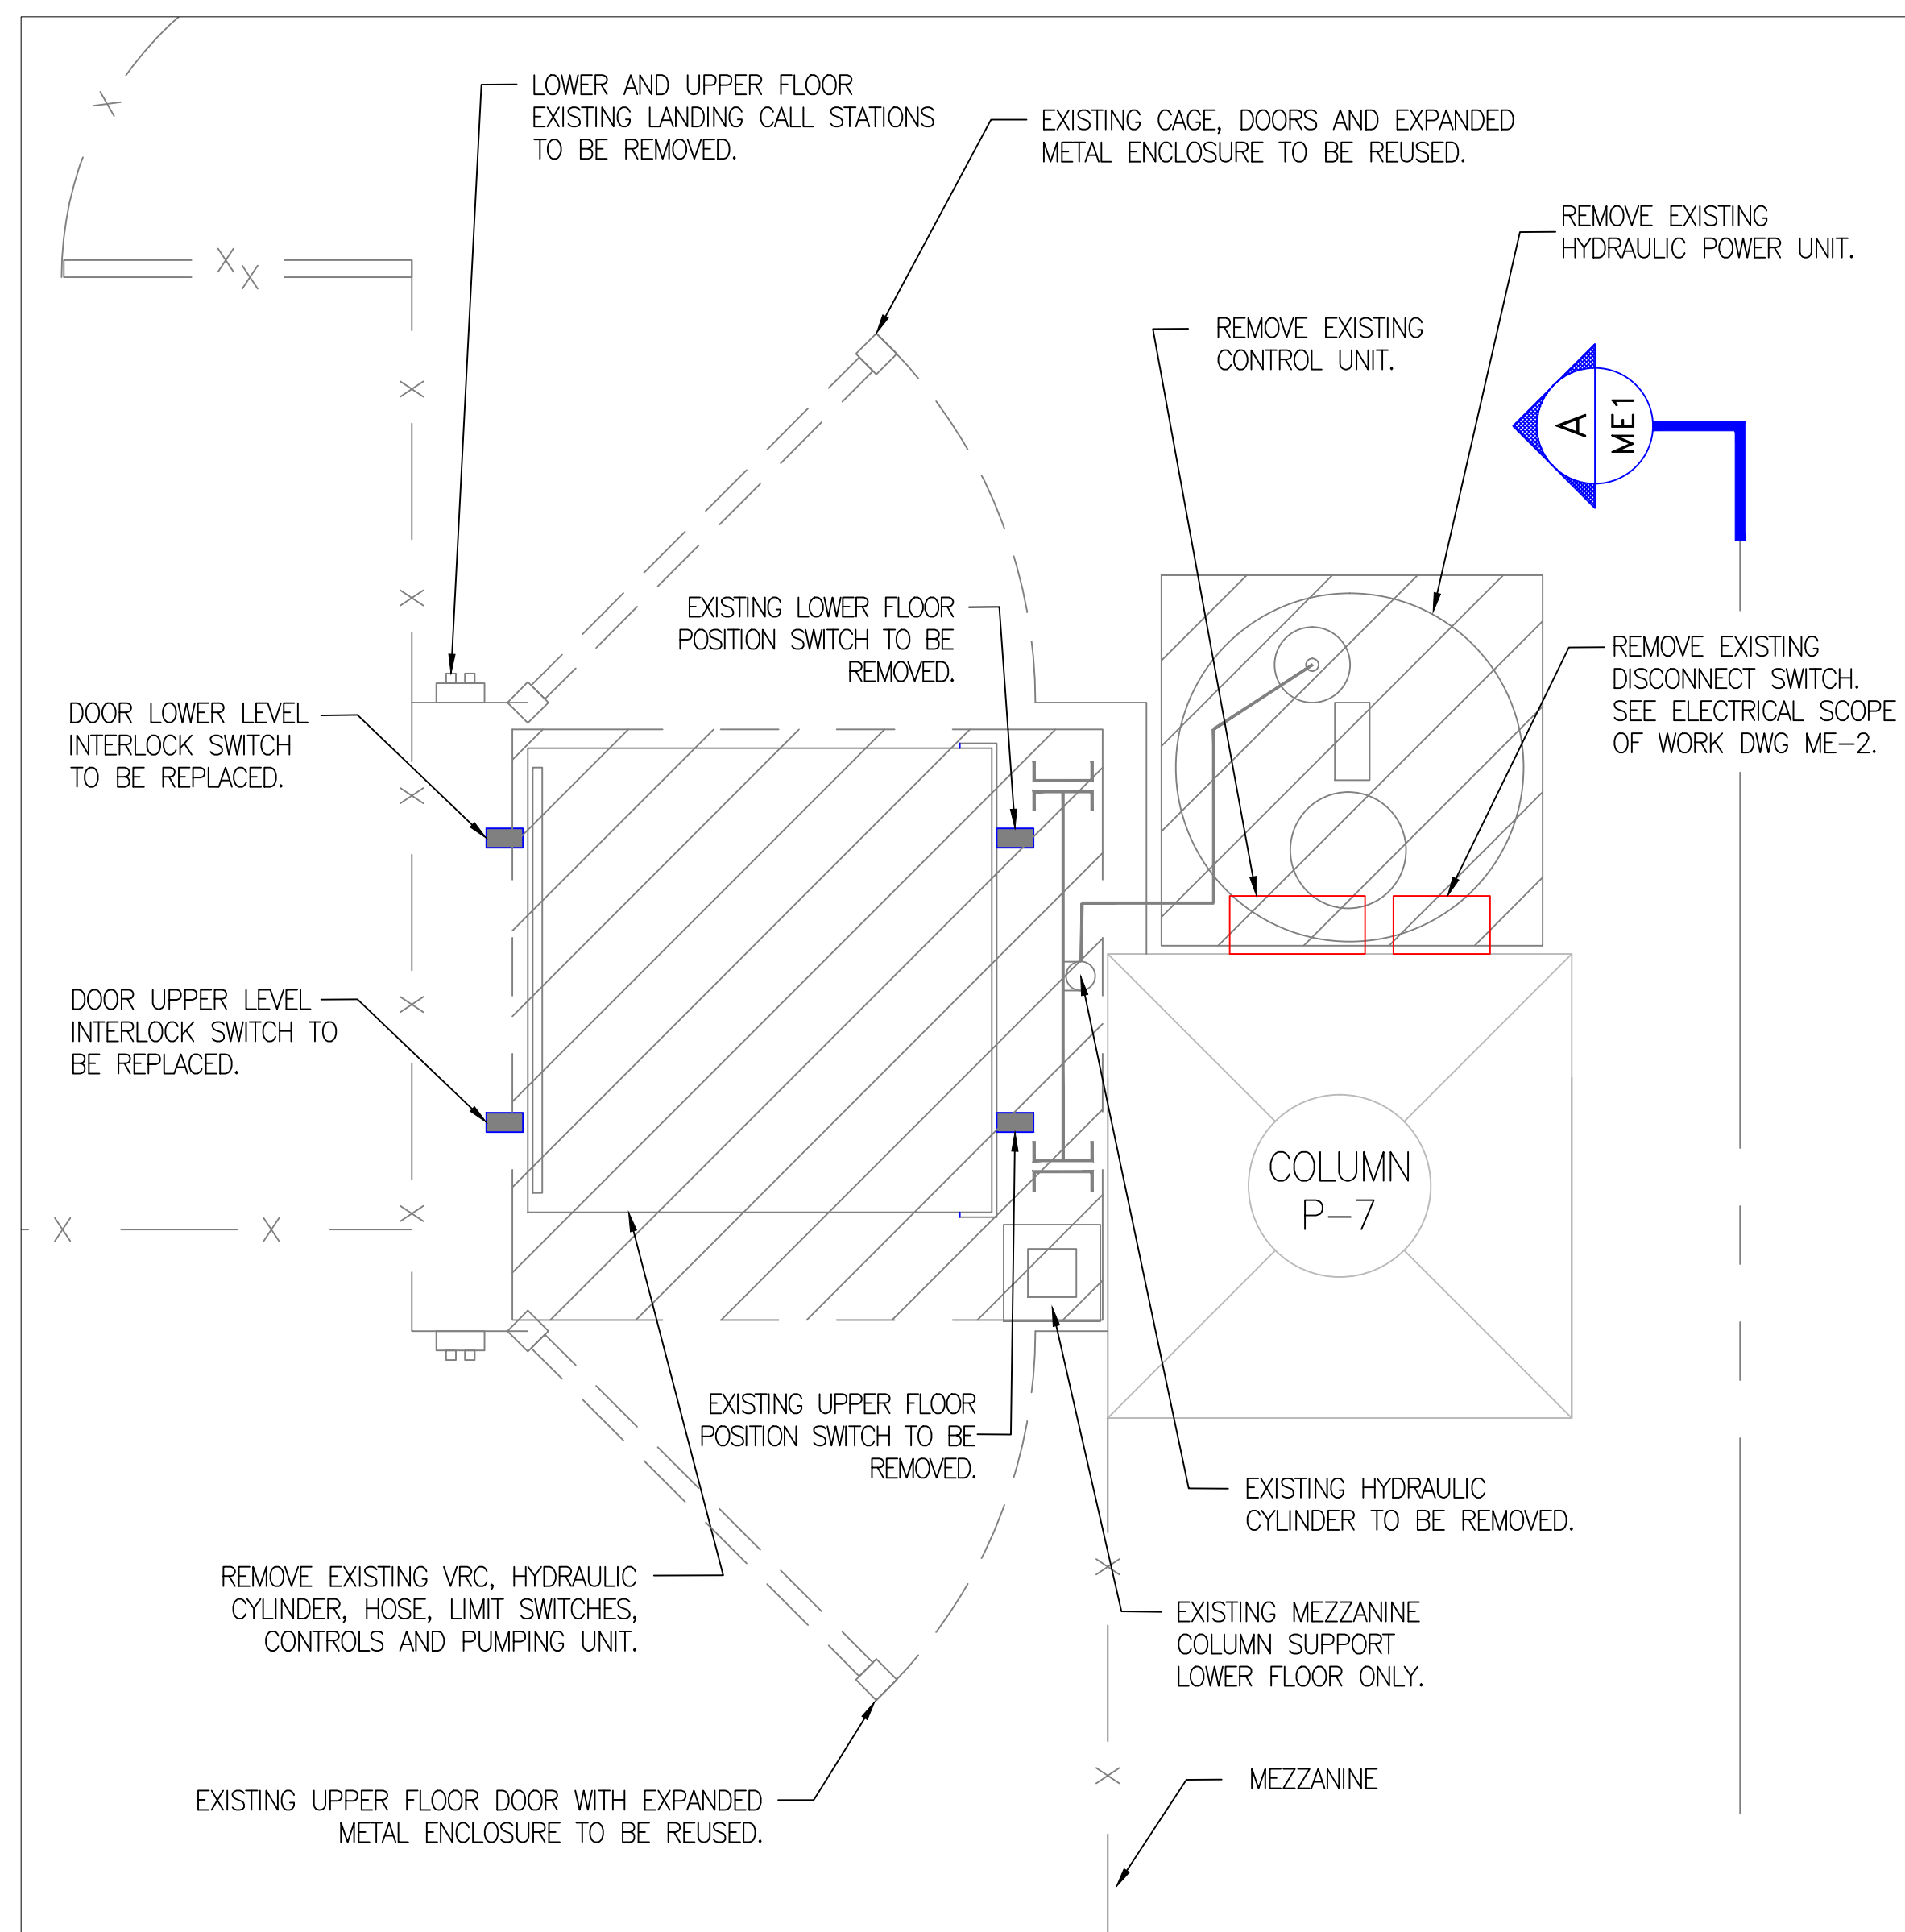 LOWER AND UPPER FLOOR
EXISTING LANDING CALL STATIONS
TO BE REMOVED.
EXISTING CAGE, DOORS AND EXPANDED
METAL ENCLOSURE TO BE REUSED.
REMOVE EXISTING
HYDRAULIC POWER UNIT.
REMOVE EXISTING
CONTROL UNIT.
A
ME1
EXISTING LOWER FLOOR
POSITION SWITCH TO BE
REMOVED.
REMOVE EXISTING
DISCONNECT SWITCH.
SEE ELECTRICAL SCOPE
OF WORK DWG ME-2.
DOOR LOWER LEVEL
INTERLOCK SWITCH
TO BE REPLACED.
DOOR UPPER LEVEL
INTERLOCK SWITCH TO
BE REPLACED.
COLUMN
P-7
EXISTING UPPER FLOOR
POSITION SWITCH TO BE
REMOVED.
EXISTING HYDRAULIC
CYLINDER TO BE REMOVED.
REMOVE EXISTING VRC, HYDRAULIC
CYLINDER, HOSE, LIMIT SWITCHES,
CONTROLS AND PUMPING UNIT.
EXISTING MEZZANINE
COLUMN SUPPORT
LOWER FLOOR ONLY.
EXISTING UPPER FLOOR DOOR WITH EXPANDED
METAL ENCLOSURE TO BE REUSED.
MEZZANINE